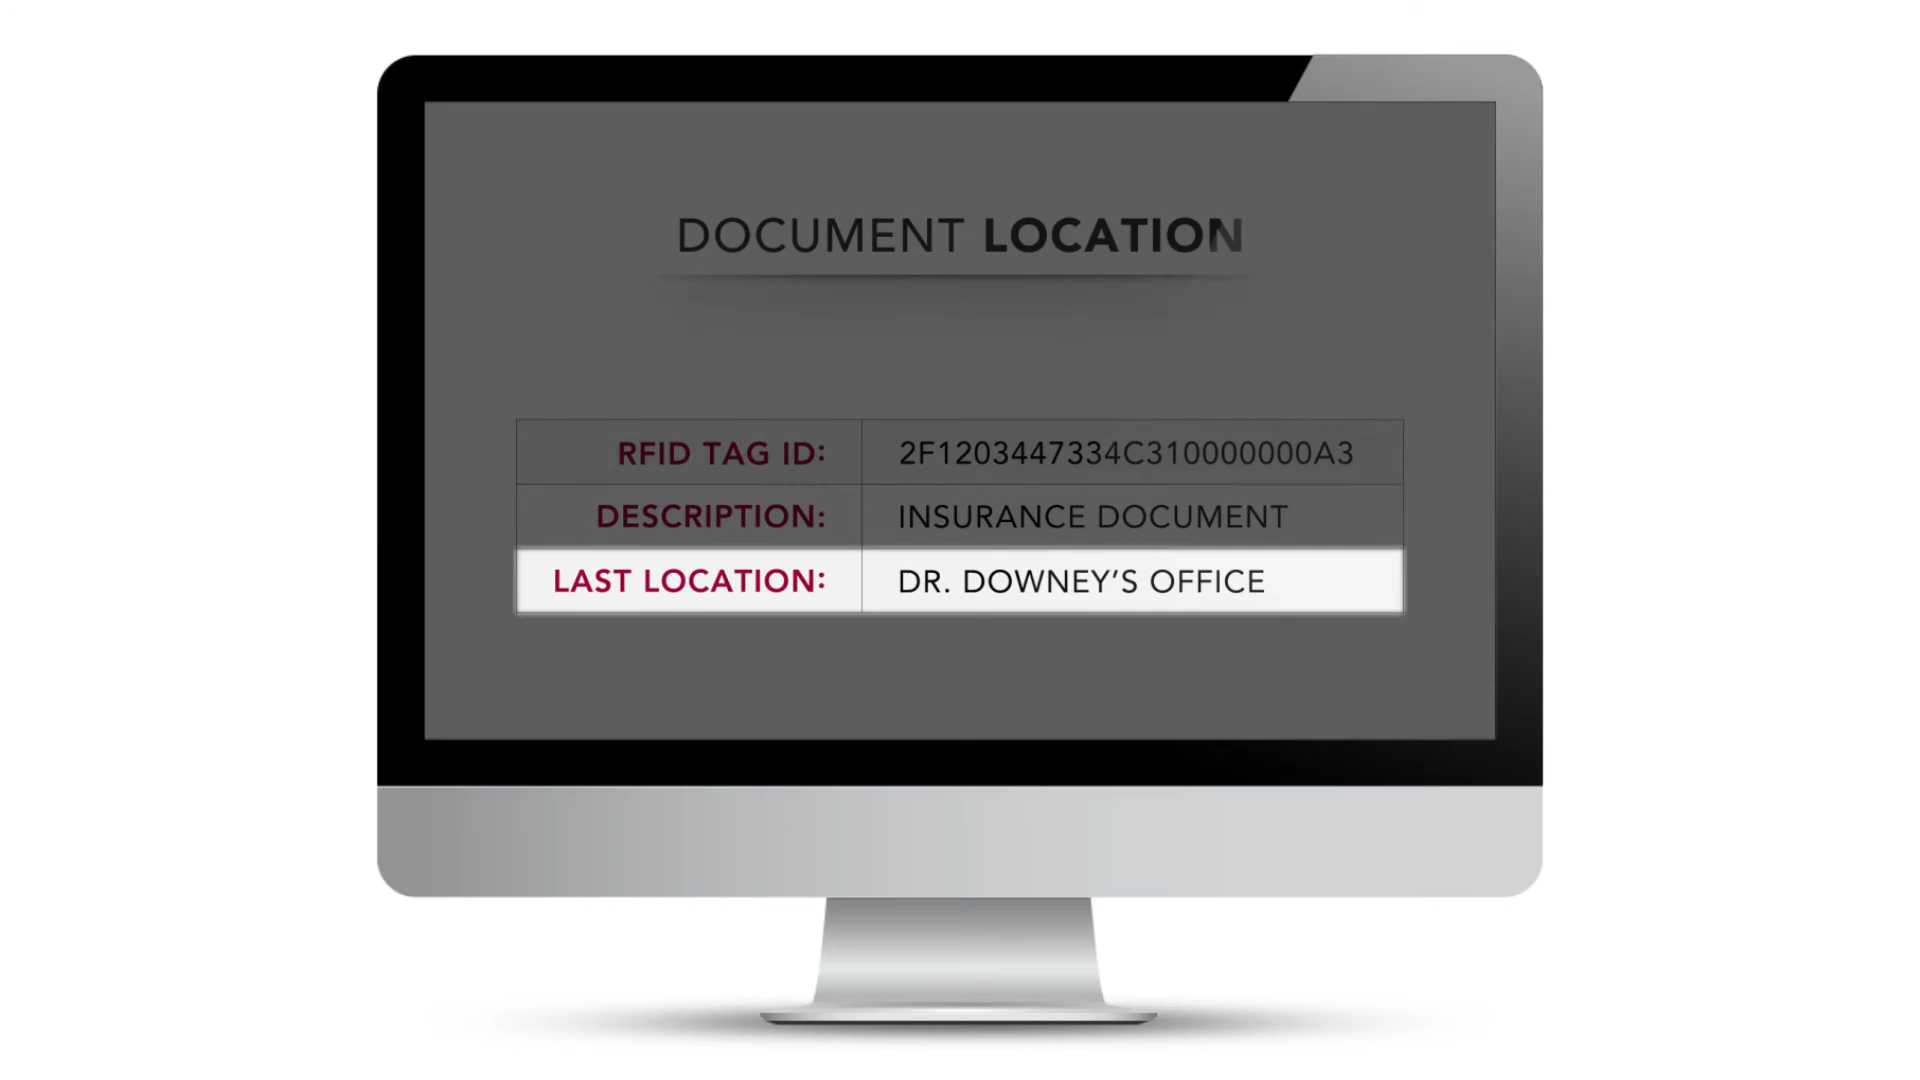 DOCUMENT LOCATION
RFID TAG ID: 2F1203447334C310000000A3
DESCRIPTION: INSURANCE DOCUMENT
LAST LOCATION: DR. DOWNEY’S OFFICE